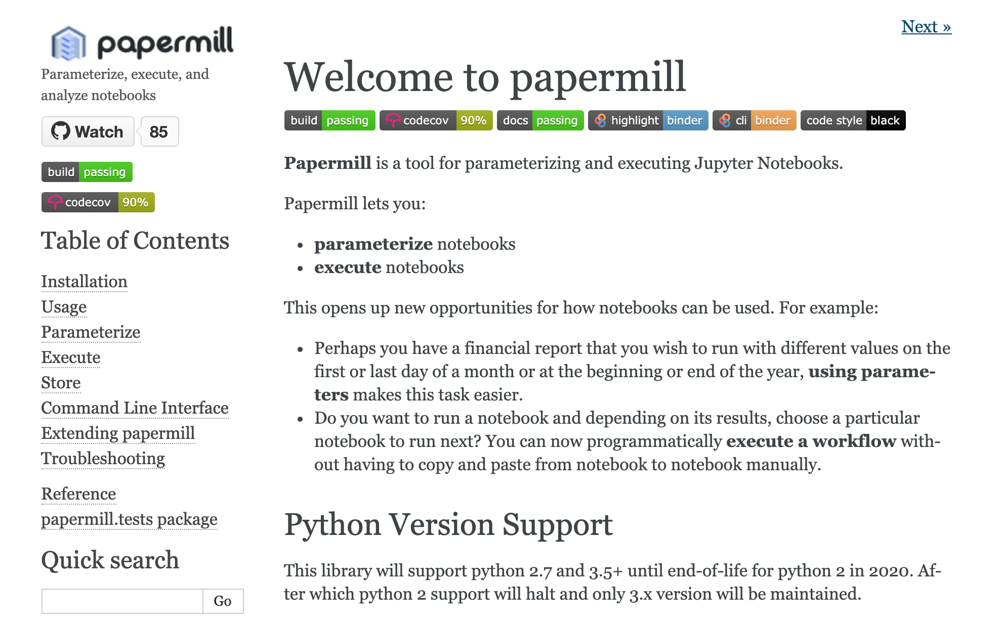 papermill
Parameterize, execute, and
analyze notebooks
Watch 85
build passing
codecov 90%
Table of Contents
Installation
Usage
Parameterize
Execute
Store
Command Line Interface
Extending papermill
Troubleshooting
Reference
papermill.tests package
Quick search
Go
Next »
Welcome to papermill
build passing codecov 90% docs passing highlight binder cli binder code style black
Papermill is a tool for parameterizing and executing Jupyter Notebooks.
Papermill lets you:
• parameterize notebooks
• execute notebooks
This opens up new opportunities for how notebooks can be used. For example:
• Perhaps you have a financial report that you wish to run with different values on the
first or last day of a month or at the beginning or end of the year, using parame-
ters makes this task easier.
• Do you want to run a notebook and depending on its results, choose a particular
notebook to run next? You can now programmatically execute a workflow with-
out having to copy and paste from notebook to notebook manually.
Python Version Support
This library will support python 2.7 and 3.5+ until end-of-life for python 2 in 2020. Af-
ter which python 2 support will halt and only 3.x version will be maintained.